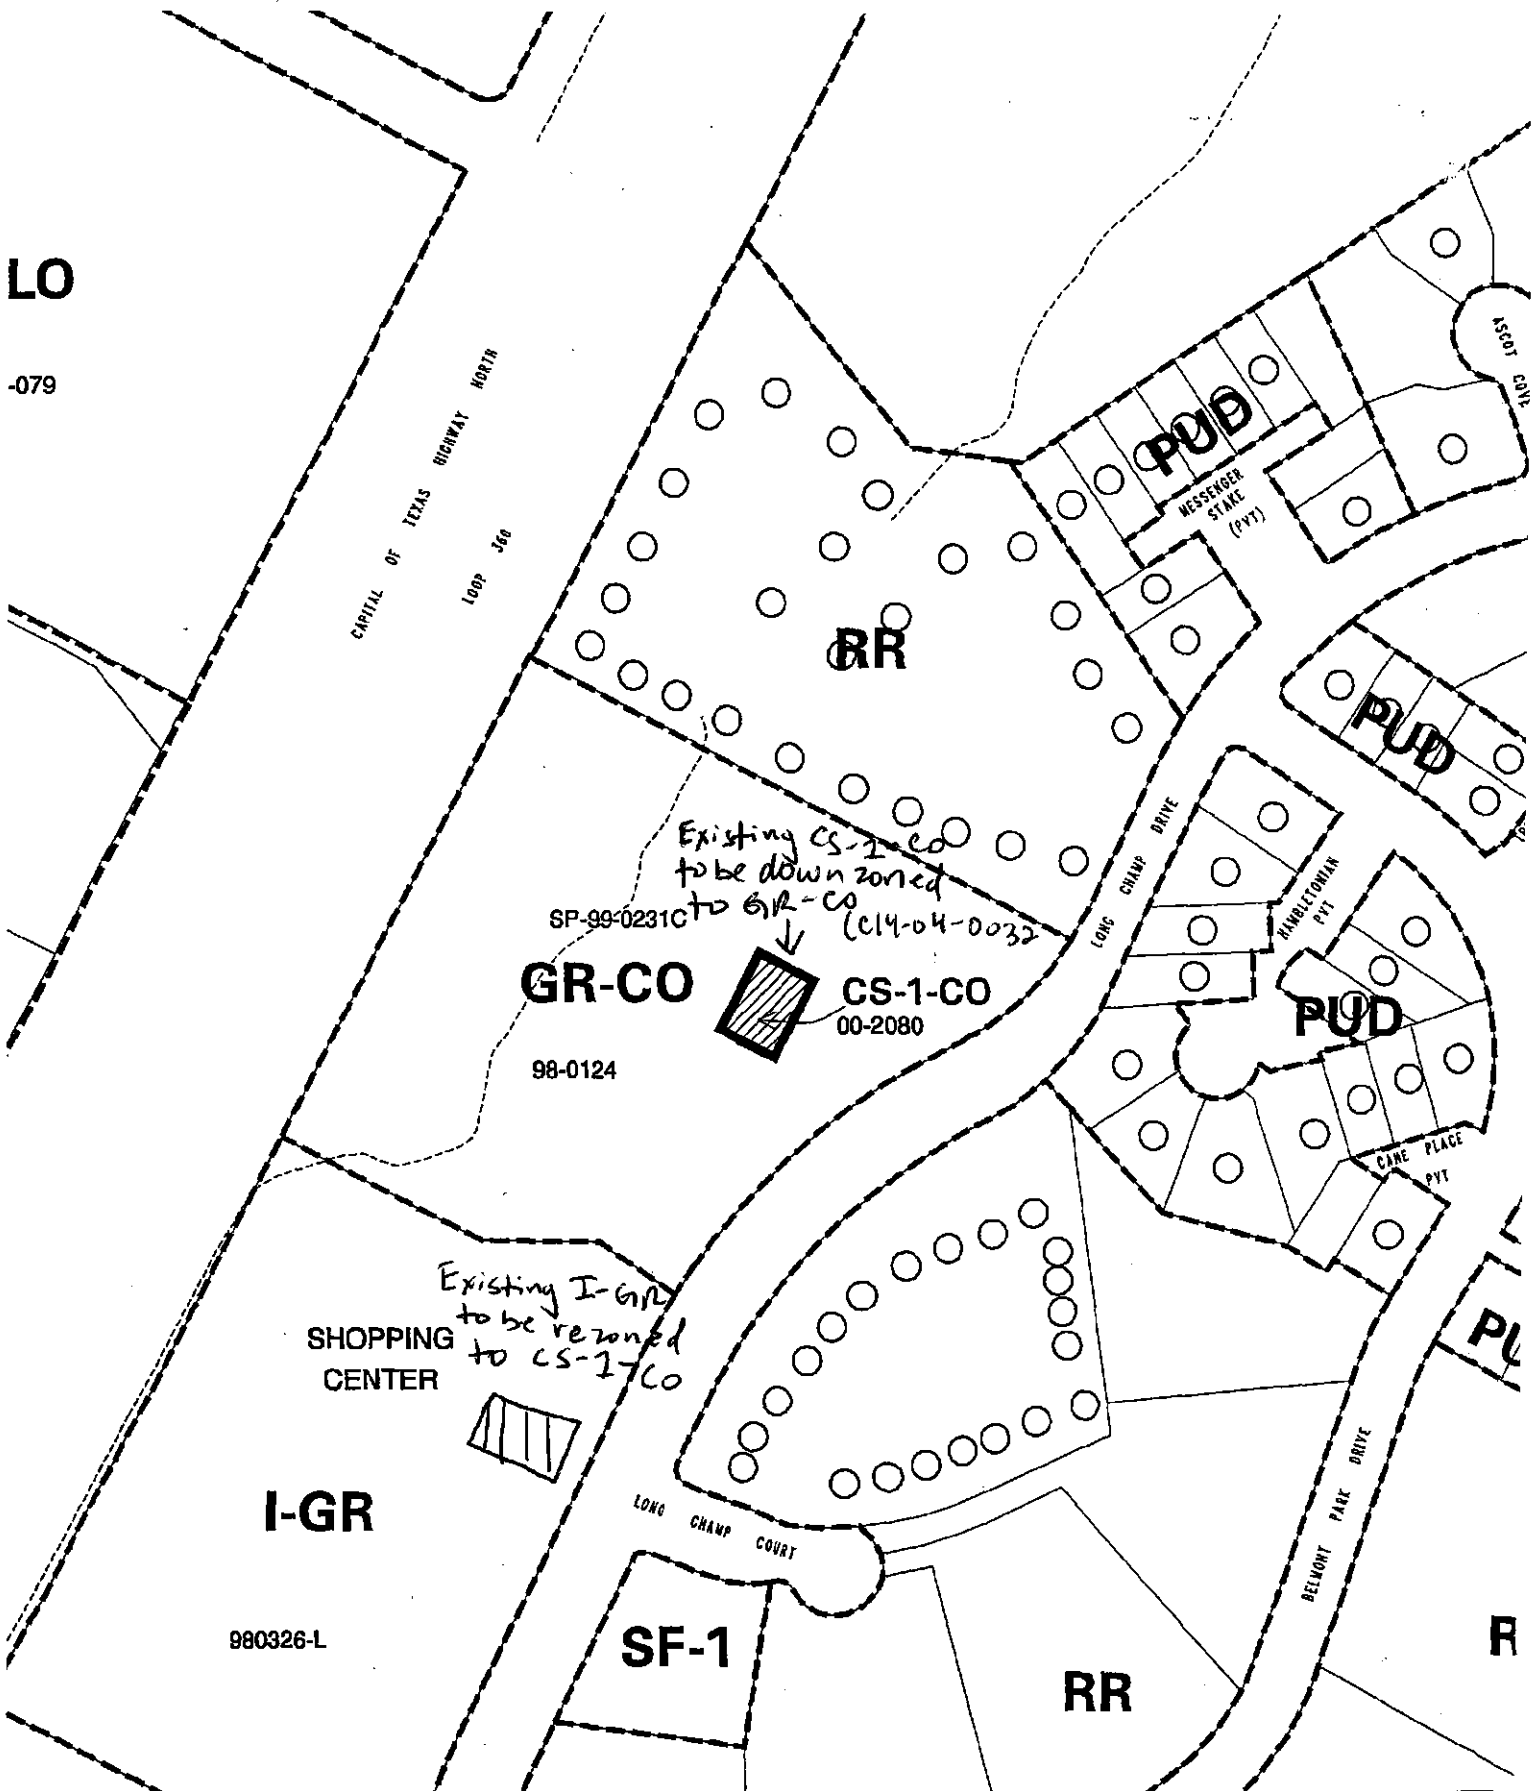 LO
-079
CAPITAL OF TEXAS HIGHWAY NORTH
LOOP 360
ASCOT COVE
PUD
MESSENGER
STAKE
(PVT)
RR
PUD
LONG CHAMP DRIVE
HAMBLETONIAN
PVT
Existing CS-1-CO
to be down zoned
to GR-CO
(C14-04-0032
SP-99-0231C
GR-CO
CS-1-CO
00-2080
98-0124
PUD
CANE PLACE
PVT
Existing I-GR
to be rezoned
to CS-1-CO
SHOPPING
CENTER
PU
I-GR
LONG CHAMP COURT
BELMONT PARK DRIVE
980326-L
SF-1
RR
R